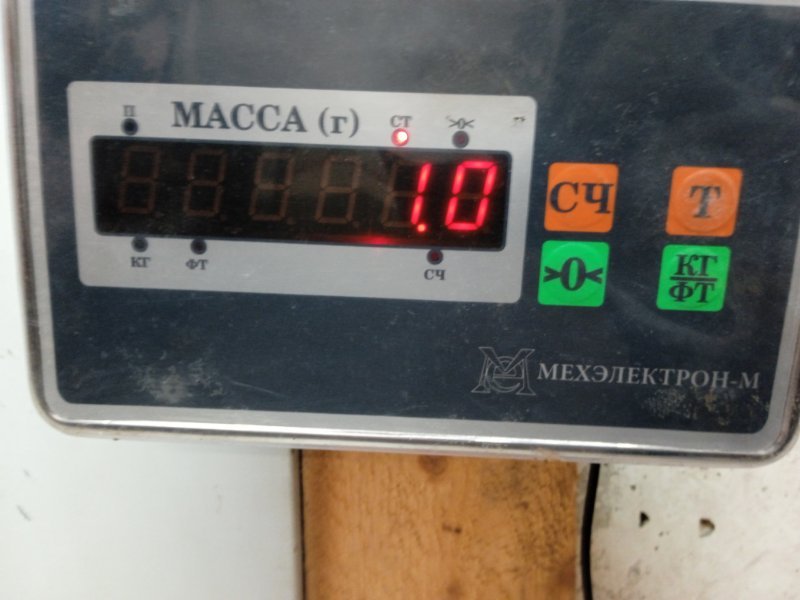 П МАССА (г) СТ >0<
1.0
КГ ФТ СЧ
СЧ Т
>0< КГ
ФТ
МЕХЭЛЕКТРОН-М